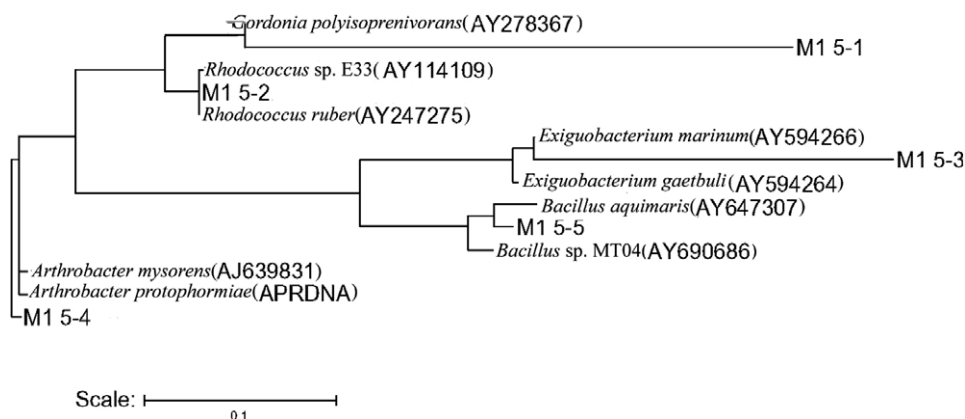 Gordonia polyisoprenivorans(AY278367)
M1 5-1
Rhodococcus sp. E33(AY114109)
M1 5-2
Rhodococcus ruber(AY247275)
Exiguobacterium marinum(AY594266)
M1 5-3
Exiguobacterium gaetbuli(AY594264)
Bacillus aquimaris(AY647307)
M1 5-5
Bacillus sp. MT04(AY690686)
Arthrobacter mysorens(AJ639831)
Arthrobacter protophormiae(APRDNA)
M1 5-4
Scale:
0.1